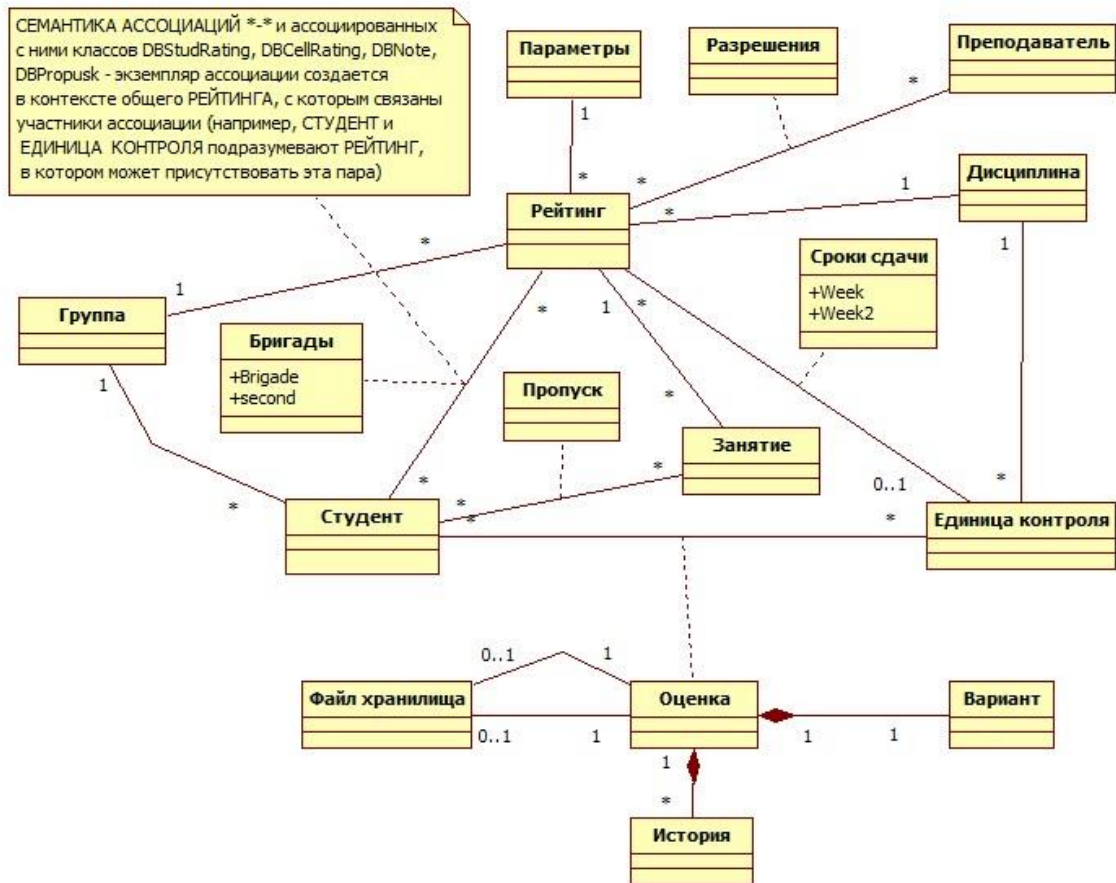 СЕМАНТИКА АССОЦИАЦИЙ *-* и ассоциированных
с ними классов DBStudRating, DBCellRating, DBNote,
DBPropusk - экземпляр ассоциации создается
в контексте общего РЕЙТИНГА, с которым связаны
участники ассоциации (например, СТУДЕНТ и
ЕДИНИЦА КОНТРОЛЯ подразумевают РЕЙТИНГ,
в котором может присутствовать эта пара)
Параметры
Разрешения
Преподаватель
1
*
*
*
Дисциплина
1
*
Рейтинг
*
1
Группа
1
*
1
*
Сроки сдачи
+Week
+Week2
Бригады
+Brigade
+second
Пропуск
*
Занятие
*
*
*
*
*
0..1
*
*
Студент
Единица контроля
0..1
1
Файл хранилища
Оценка
Вариант
0..1
1
1
1
1
*
История